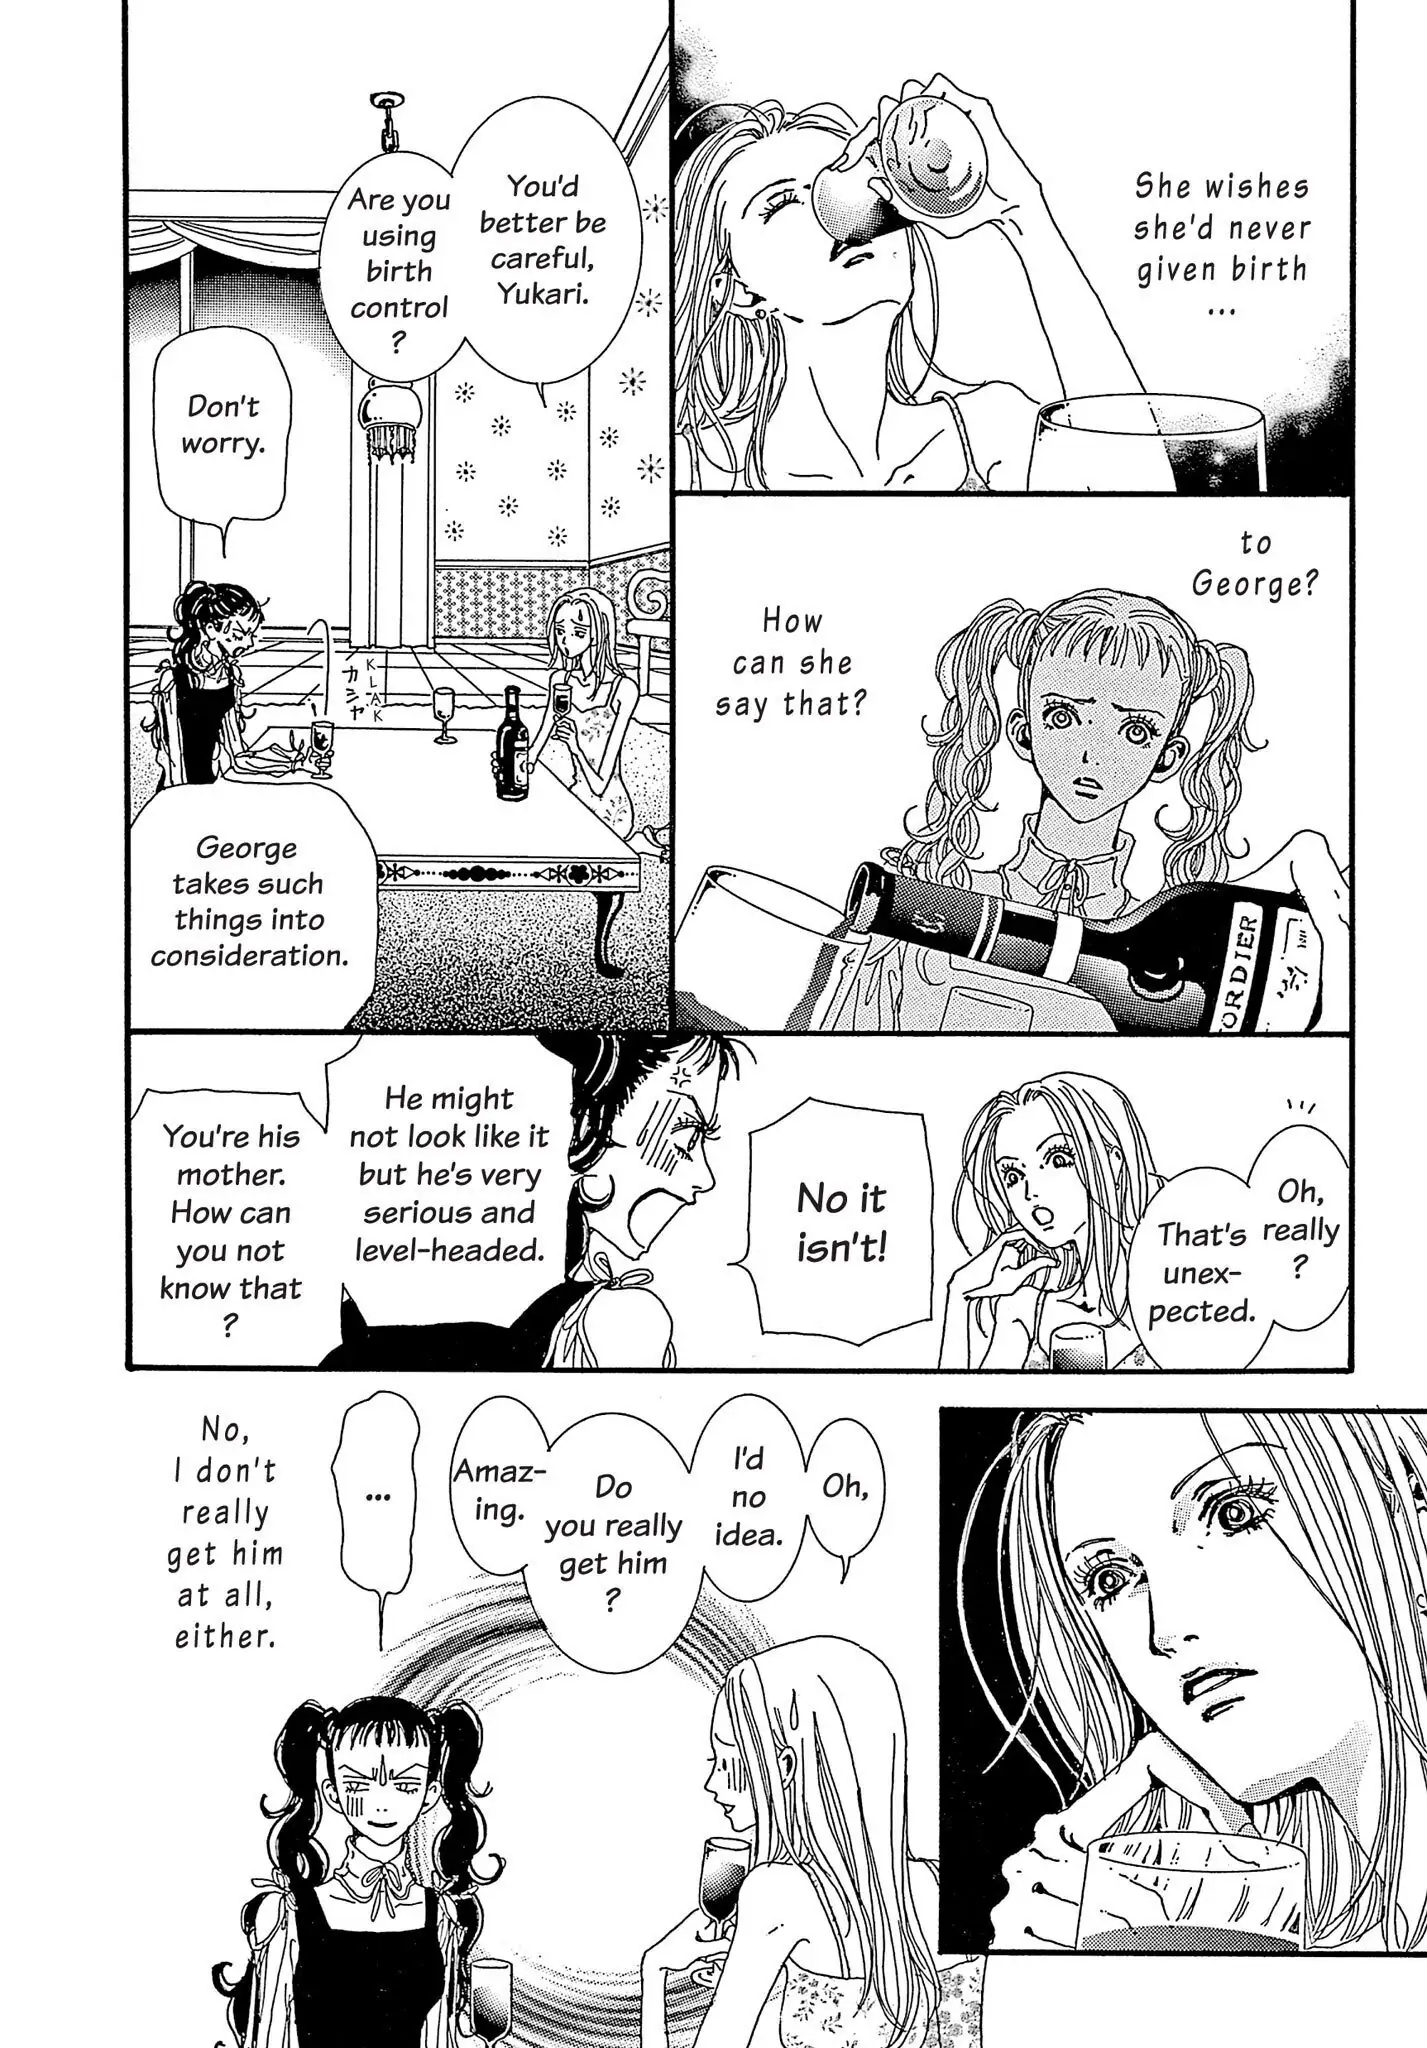 She wishes
she'd never
given birth
...
to
George?
How
can she
say that?
ORDIER
You'd
better be
careful,
Yukari.
Are you
using
birth
control
?
Don't
worry.
KLAK
カシャ
George
takes such
things into
consideration.
Oh,
really
?
That's
unex-
pected.
No it
isn't!
He might
not look like it
but he's very
serious and
level-headed.
You're his
mother.
How can
you not
know that
?
Oh,
I'd
no
idea.
Do
you really
get him
?
Amaz-
ing.
...
No,
I don't
really
get him
at all,
either.